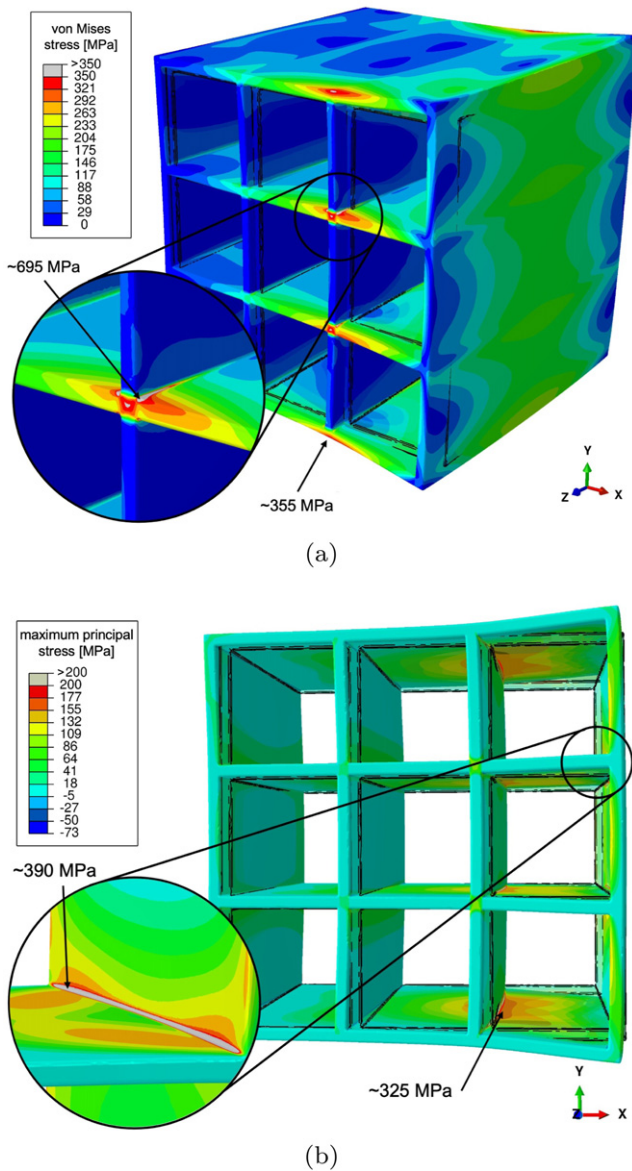 von Mises
stress [MPa]
>350
350
321
292
263
233
204
175
146
117
88
58
29
0
~695 MPa
~355 MPa
Y
Z
X
(a)
maximum principal
stress [MPa]
>200
200
177
155
132
109
86
64
41
18
-5
-27
-50
-73
~390 MPa
~325 MPa
Y
Z
X
(b)